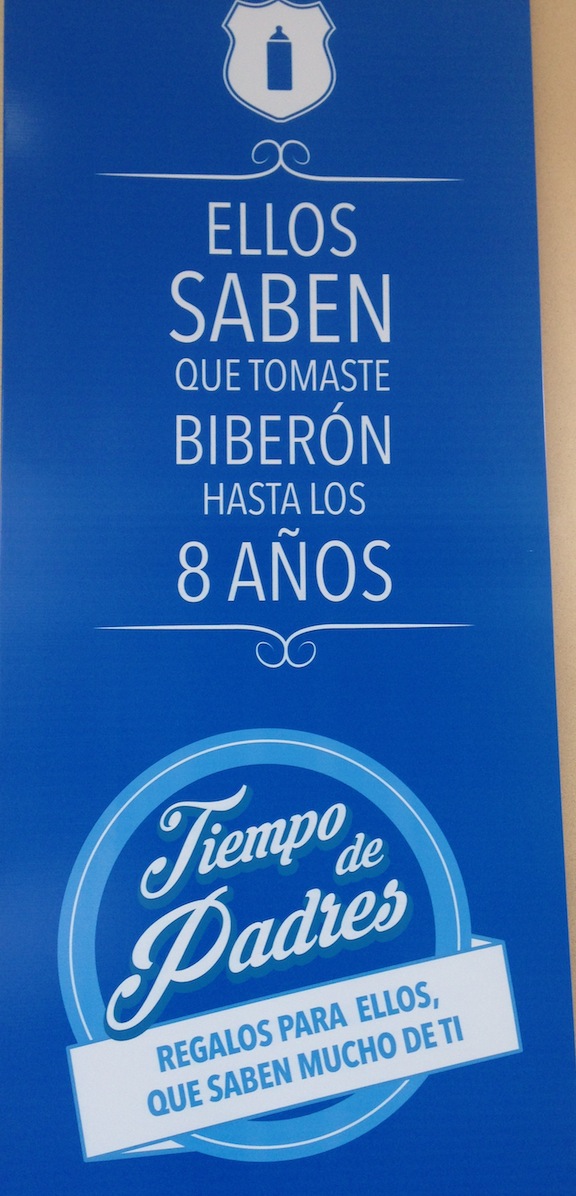 ELLOS
SABEN
QUE TOMASTE
BIBERÓN
HASTA LOS
8 AÑOS
Tiempo
de
Padres
REGALOS PARA ELLOS,
QUE SABEN MUCHO DE TI